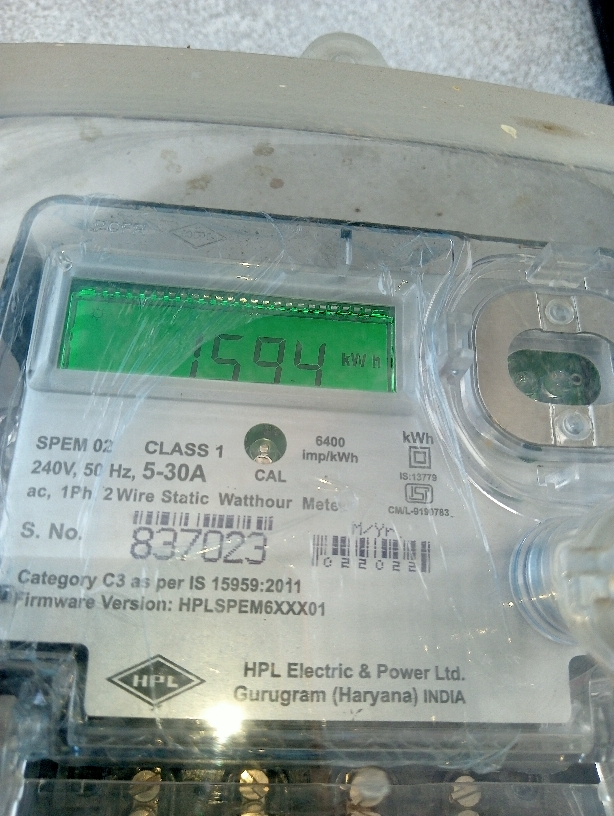 1594 kWh
SPEM 02 CLASS 1 6400 kWh
imp/kWh
240V, 50 Hz, 5-30A CAL IS:13779
ac, 1Ph 2 Wire Static Watthour Meter CM/L-9190783
M/Yr
S. No. 837023 022022
Category C3 as per IS 15959:2011
Firmware Version: HPLSPEM6XXX01
HPL HPL Electric & Power Ltd.
Gurugram (Haryana) INDIA